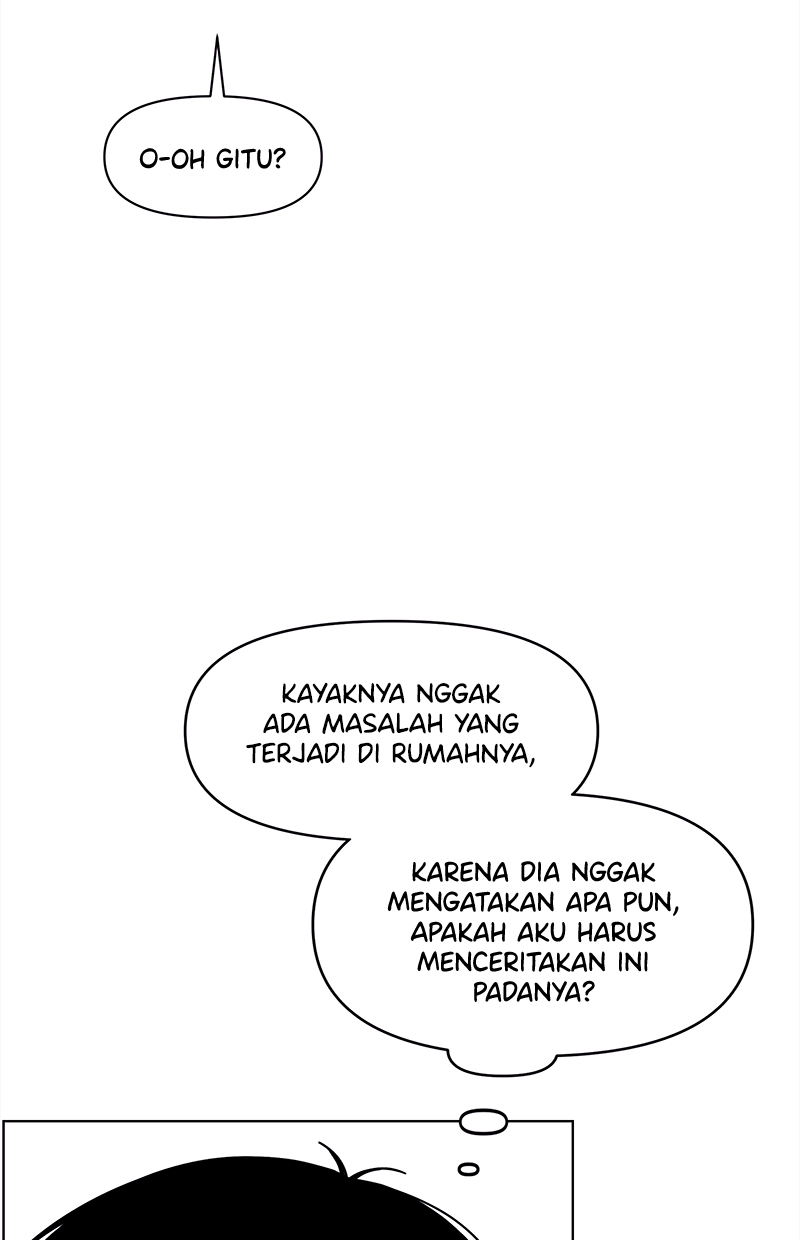 O-OH GITU?
KAYAKNYA NGGAK
ADA MASALAH YANG
TERJADI DI RUMAHNYA,
KARENA DIA NGGAK
MENGATAKAN APA PUN,
APAKAH AKU HARUS
MENCERITAKAN INI
PADANYA?